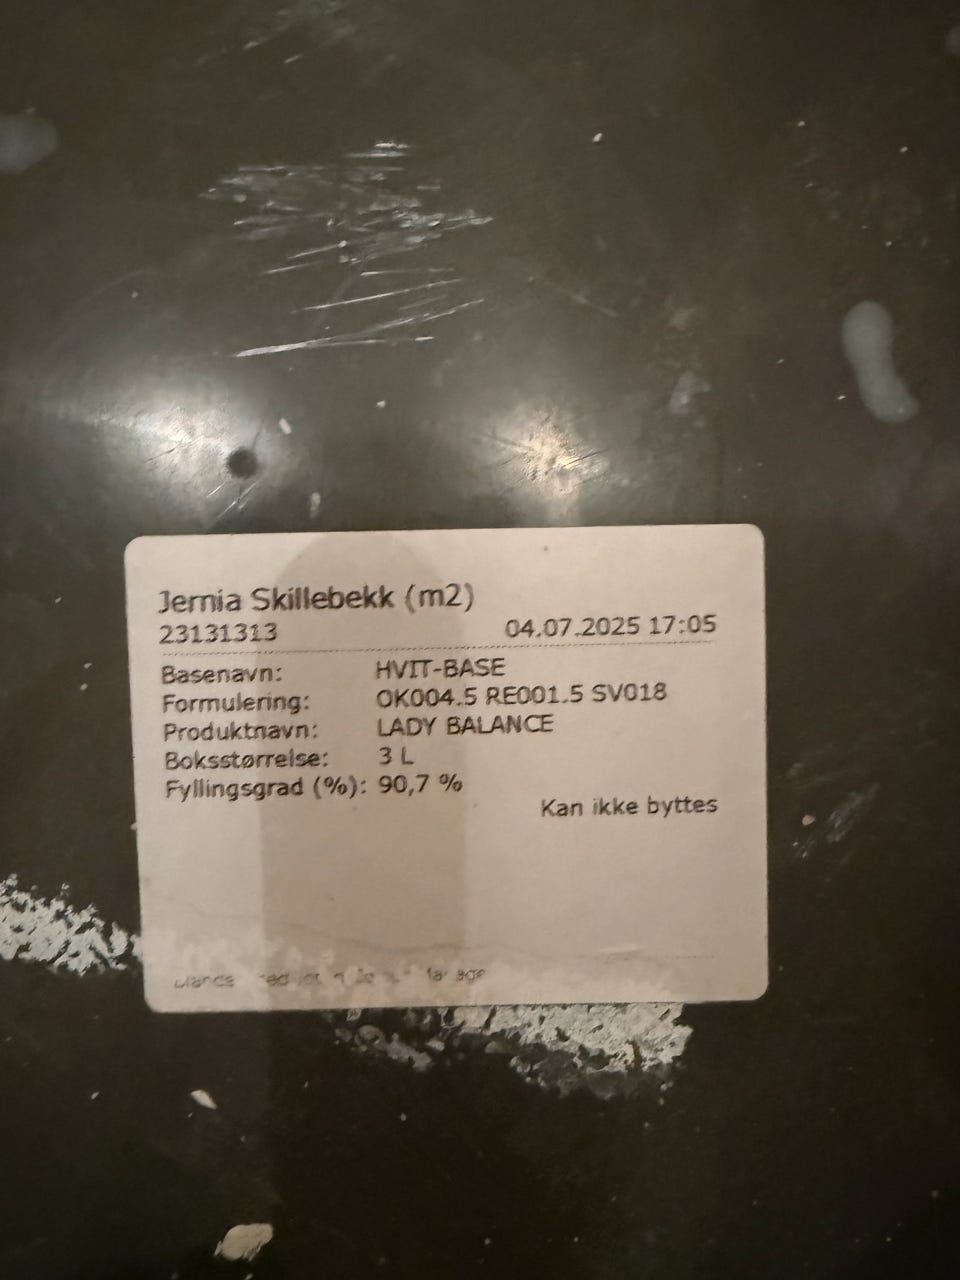 Jernia Skillebekk (m2)
23131313 04.07.2025 17:05
Basenavn: HVIT-BASE
Formulering: OK004.5 RE001.5 SV018
Produktnavn: LADY BALANCE
Boksstørrelse: 3 L
Fyllingsgrad (%): 90,7 %
Kan ikke byttes